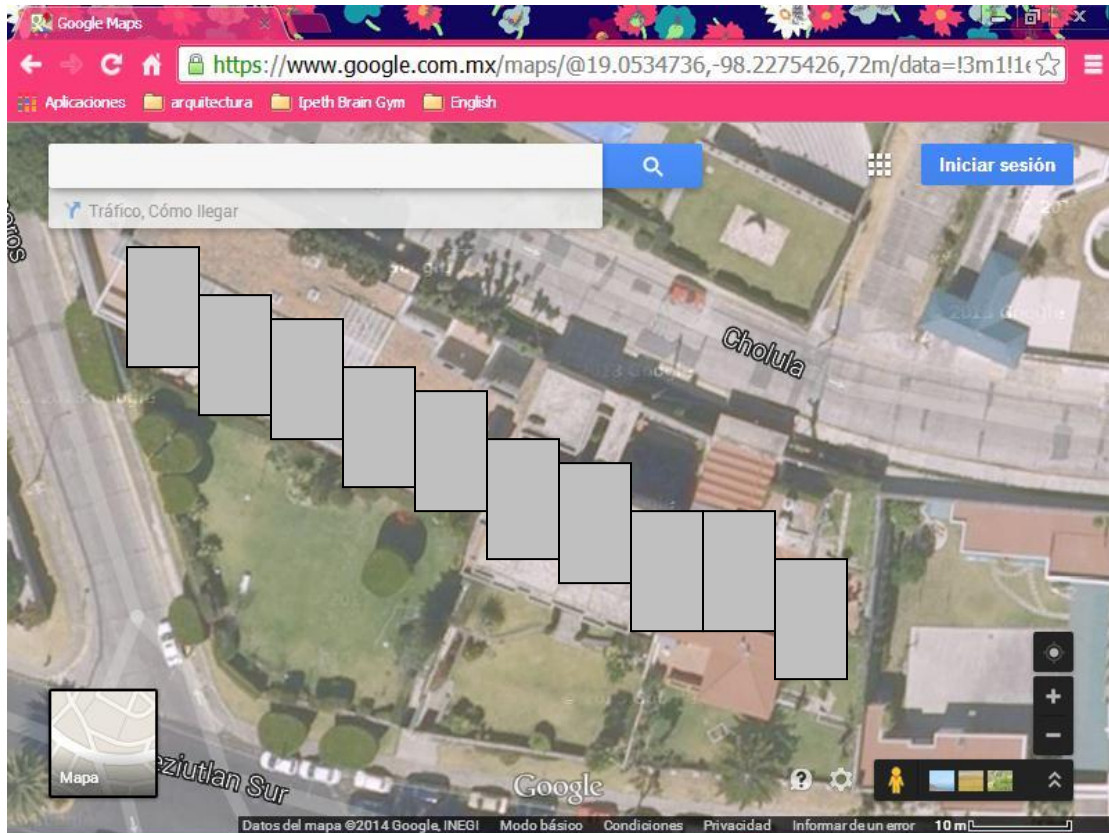 Google Maps
https://www.google.com.mx/maps/@19.0534736,-98.2275426,72m/data=!3m1!1e
Aplicaciones arquitectura Ipeth Brain Gym English
Iniciar sesión
Tráfico, Cómo llegar
Cholula
Mapa
eziutlan Sur
Google
Datos del mapa ©2014 Google, INEGI Modo básico Condiciones Privacidad Informar de un error 10 m